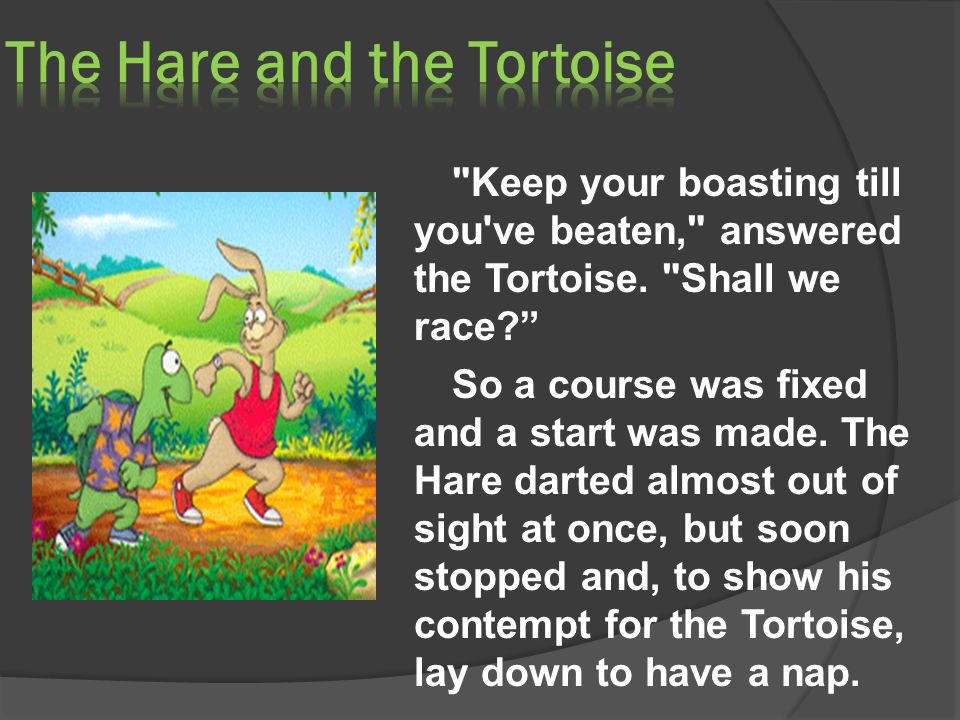 The Hare and the Tortoise
"Keep your boasting till
you've beaten," answered
the Tortoise. "Shall we
race?”
So a course was fixed
and a start was made. The
Hare darted almost out of
sight at once, but soon
stopped and, to show his
contempt for the Tortoise,
lay down to have a nap.